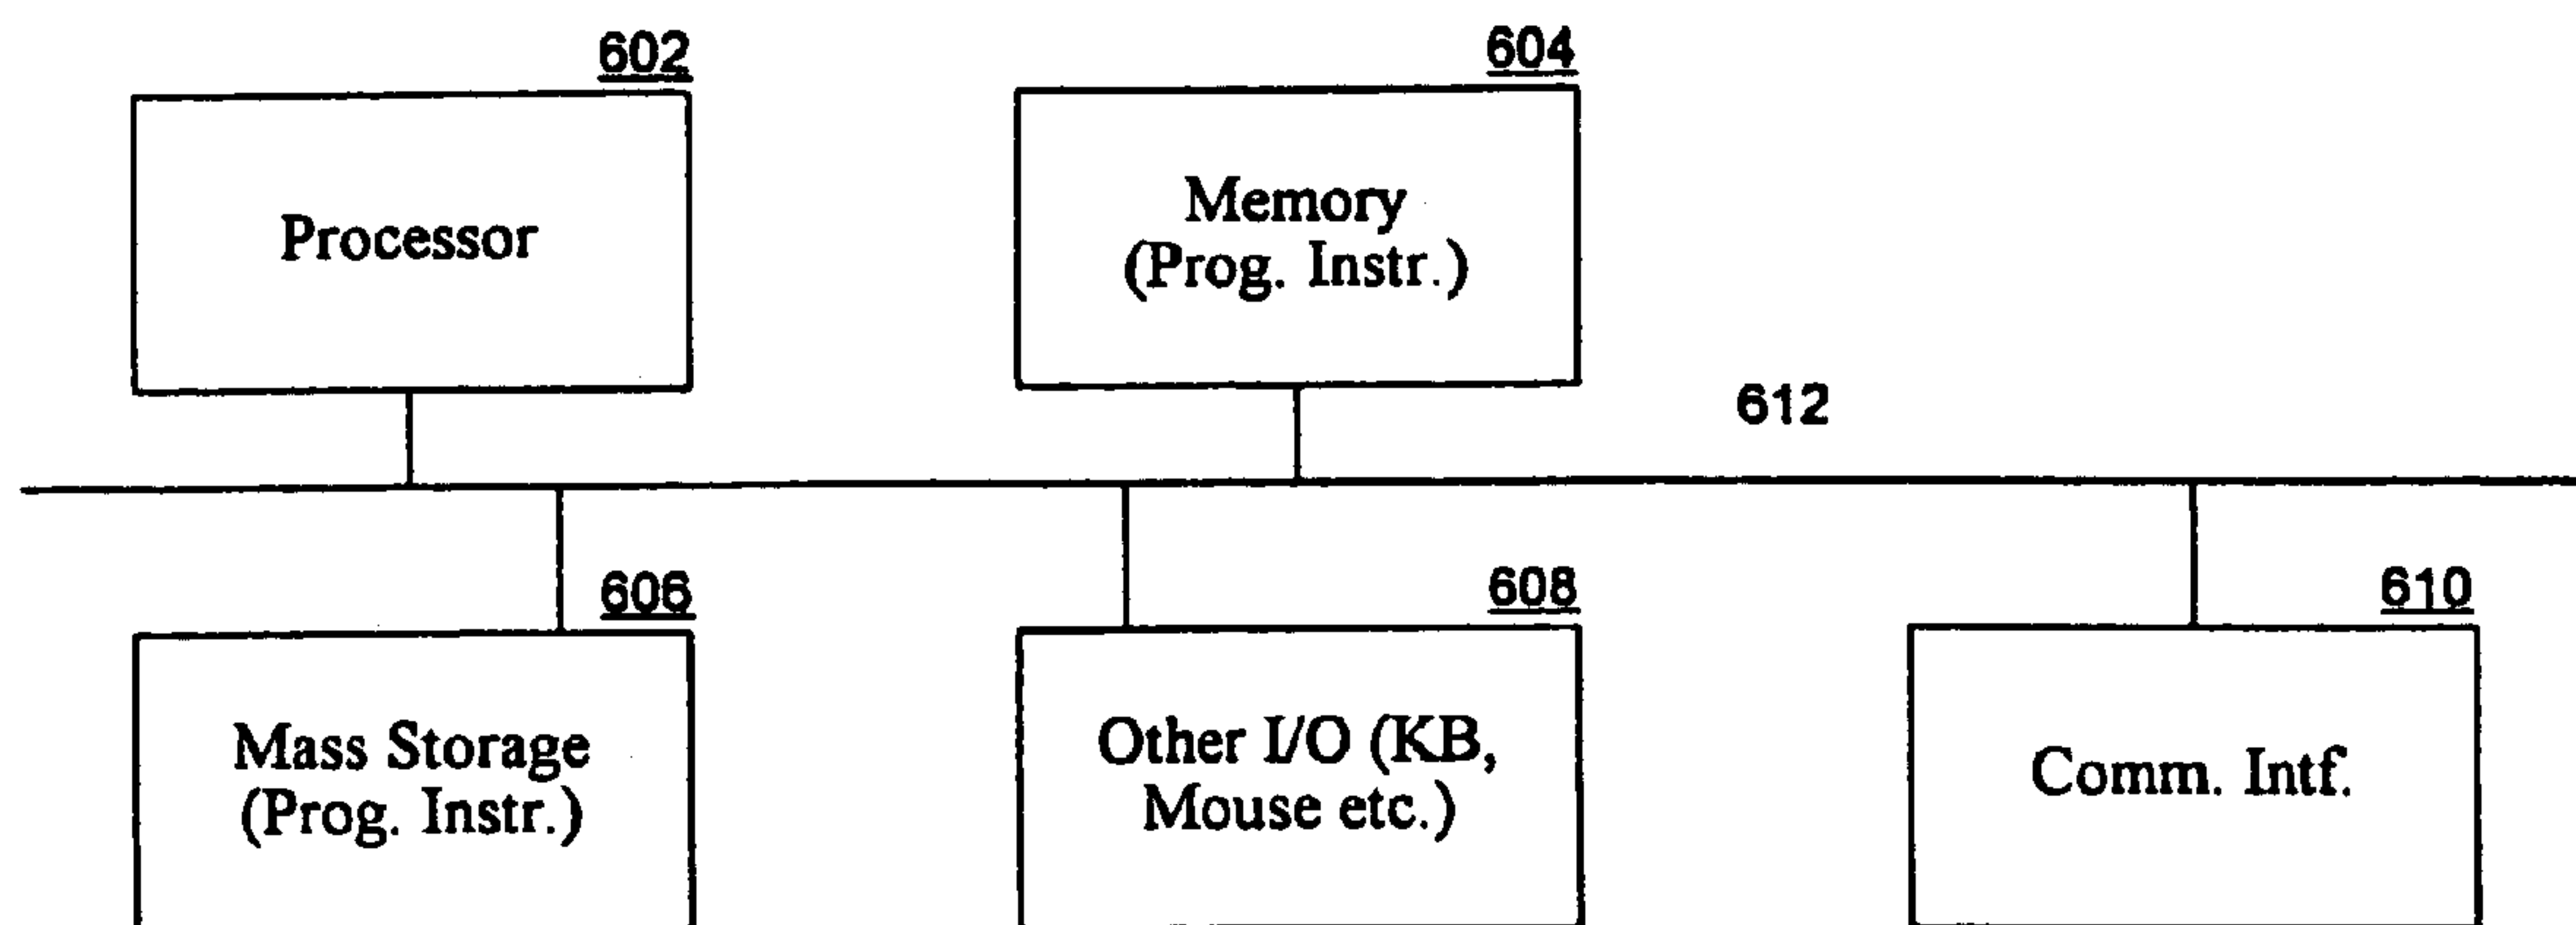 602
Processor
604
Memory
(Prog. Instr.)
612
606
Mass Storage
(Prog. Instr.)
608
Other I/O (KB,
Mouse etc.)
610
Comm. Intf.